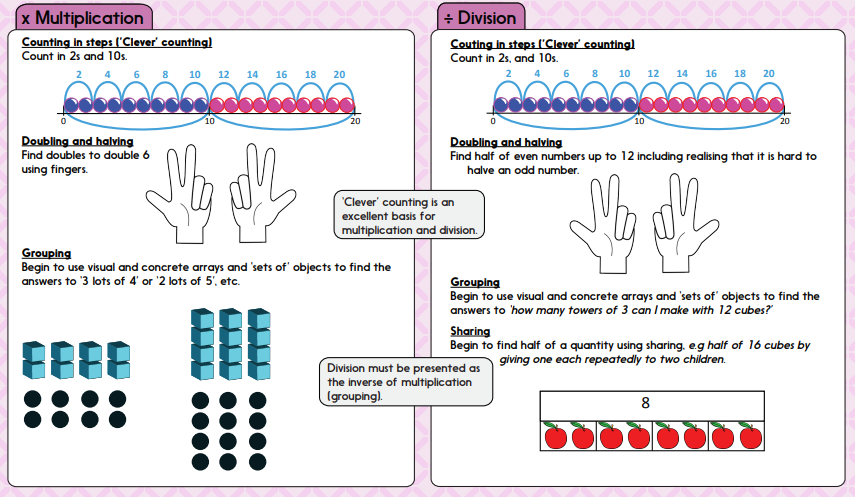 x Multiplication
Counting in steps ('Clever' counting)
Count in 2s and 10s.
2 4 6 8 10 12 14 16 18 20
0 10 20
Doubling and halving
Find doubles to double 6
using fingers.
Grouping
Begin to use visual and concrete arrays and 'sets of' objects to find the
answers to '3 lots of 4' or '2 lots of 5', etc.
'Clever' counting is an
excellent basis for
multiplication and division.
Division must be presented as
the inverse of multiplication
(grouping).
÷ Division
Couting in steps ('Clever' counting)
Count in 2s, and 10s.
2 4 6 8 10 12 14 16 18 20
0 10 20
Doubling and halving
Find half of even numbers up to 12 including realising that it is hard to
halve an odd number.
Grouping
Begin to use visual and concrete arrays and 'sets of' objects to find the
answers to 'how many towers of 3 can I make with 12 cubes?'
Sharing
Begin to find half of a quantity using sharing, e.g half of 16 cubes by
giving one each repeatedly to two children.
8